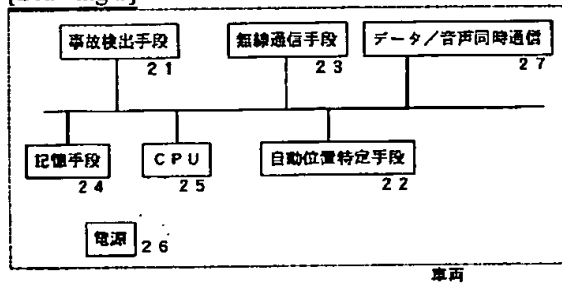 事故検出手段
21
無線通信手段
23
データ/音声同時通信
27
記憶手段
24
CPU
25
自動位置特定手段
22
電源
26
車両